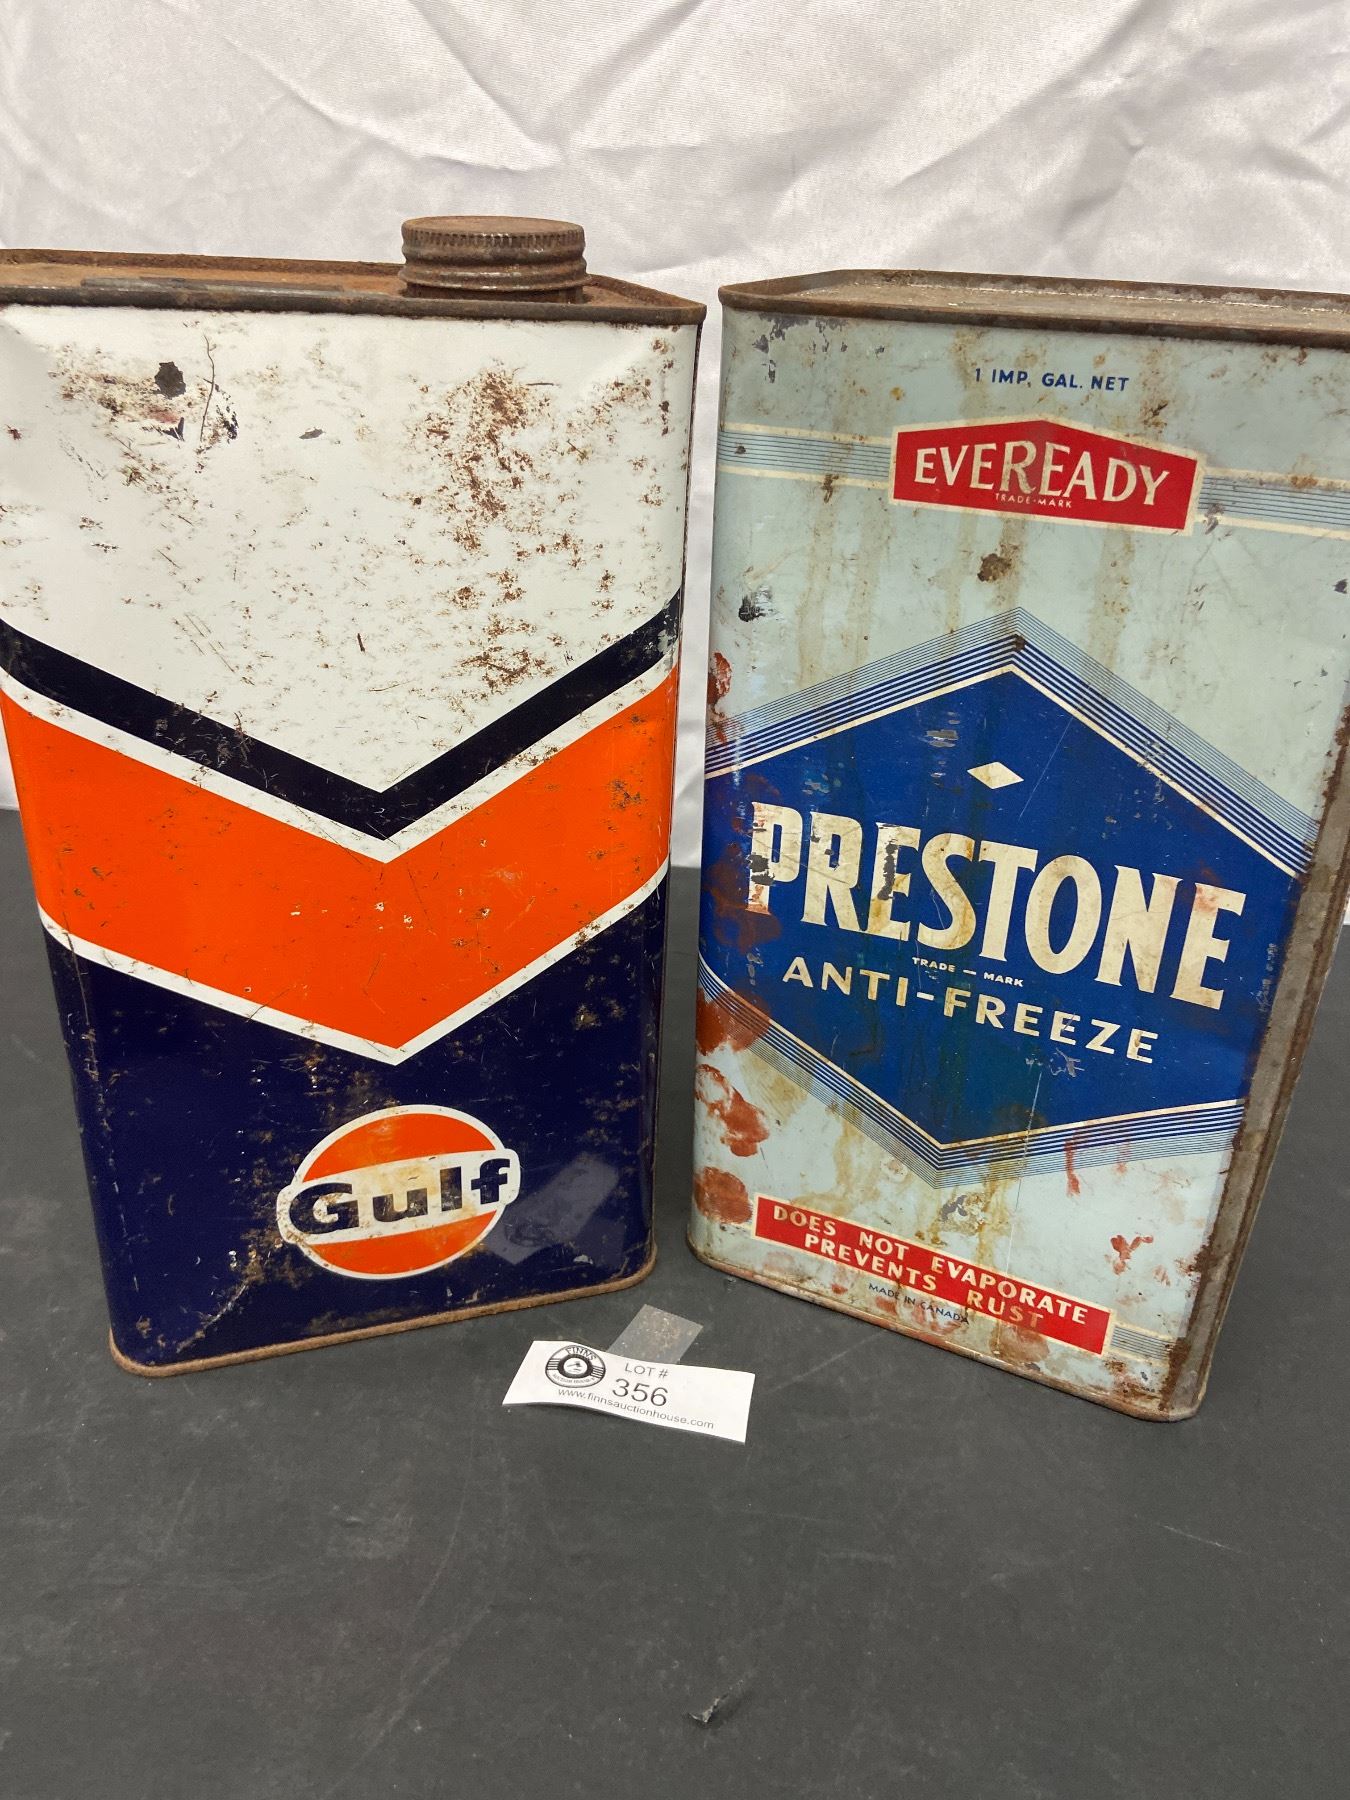 Gulf
1 IMP. GAL. NET
EVEREADY
TRADE-MARK
PRESTONE
TRADE — MARK
ANTI-FREEZE
DOES NOT EVAPORATE
PREVENTS RUST
MADE IN CANADA
FINNS
LOT #
356
www.finnsauctionhouse.com